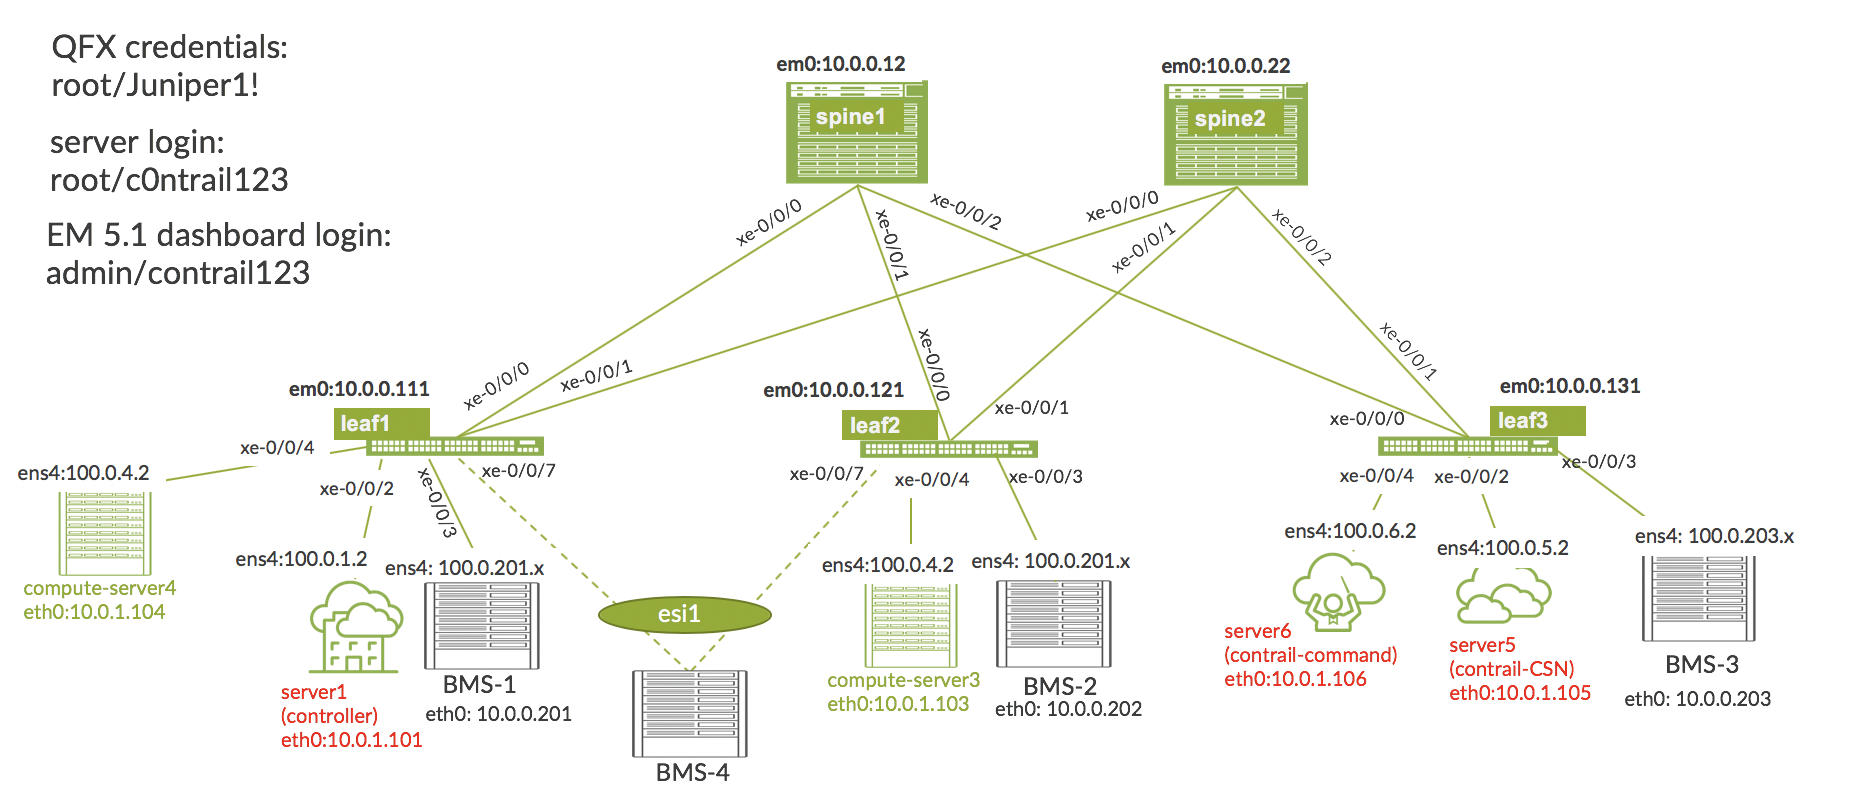 QFX credentials:
root/Juniper1!
server login:
root/c0ntrail123
EM 5.1 dashboard login:
admin/contrail123
em0:10.0.0.12
em0:10.0.0.22
spine1
spine2
xe-0/0/0
xe-0/0/1
xe-0/0/2
xe-0/0/0
xe-0/0/1
xe-0/0/2
xe-0/0/0
xe-0/0/1
xe-0/0/0
xe-0/0/1
xe-0/0/0
xe-0/0/1
em0:10.0.0.111
leaf1
em0:10.0.0.121
leaf2
em0:10.0.0.131
leaf3
xe-0/0/4
xe-0/0/2
xe-0/0/3
xe-0/0/7
xe-0/0/7
xe-0/0/4
xe-0/0/3
xe-0/0/4
xe-0/0/2
xe-0/0/3
ens4:100.0.4.2
compute-server4
eth0:10.0.1.104
ens4:100.0.1.2
server1
(controller)
eth0:10.0.1.101
ens4: 100.0.201.x
BMS-1
eth0: 10.0.0.201
esi1
BMS-4
ens4:100.0.4.2
compute-server3
eth0:10.0.1.103
ens4: 100.0.201.x
BMS-2
eth0: 10.0.0.202
ens4:100.0.6.2
server6
(contrail-command)
eth0:10.0.1.106
ens4:100.0.5.2
server5
(contrail-CSN)
eth0:10.0.1.105
ens4: 100.0.203.x
BMS-3
eth0: 10.0.0.203